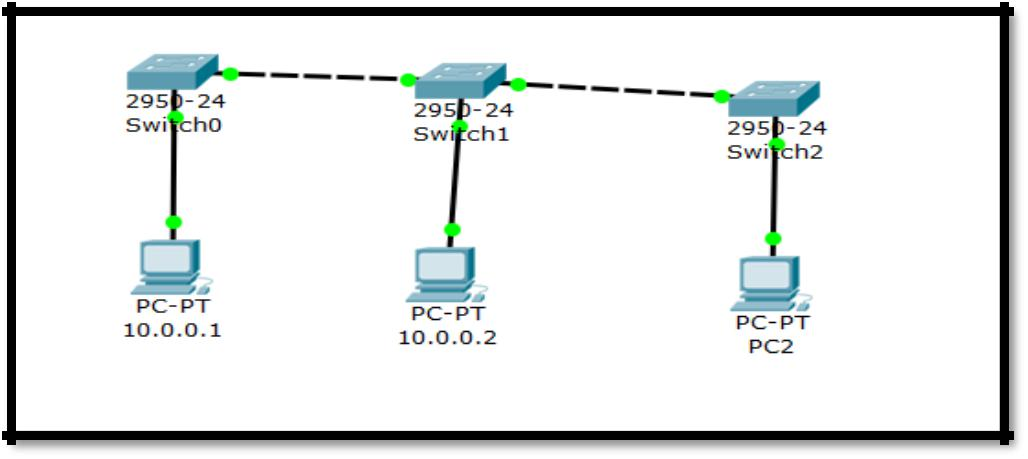 2950-24
Switch0
2950-24
Switch1
2950-24
Switch2
PC-PT
10.0.0.1
PC-PT
10.0.0.2
PC-PT
PC2